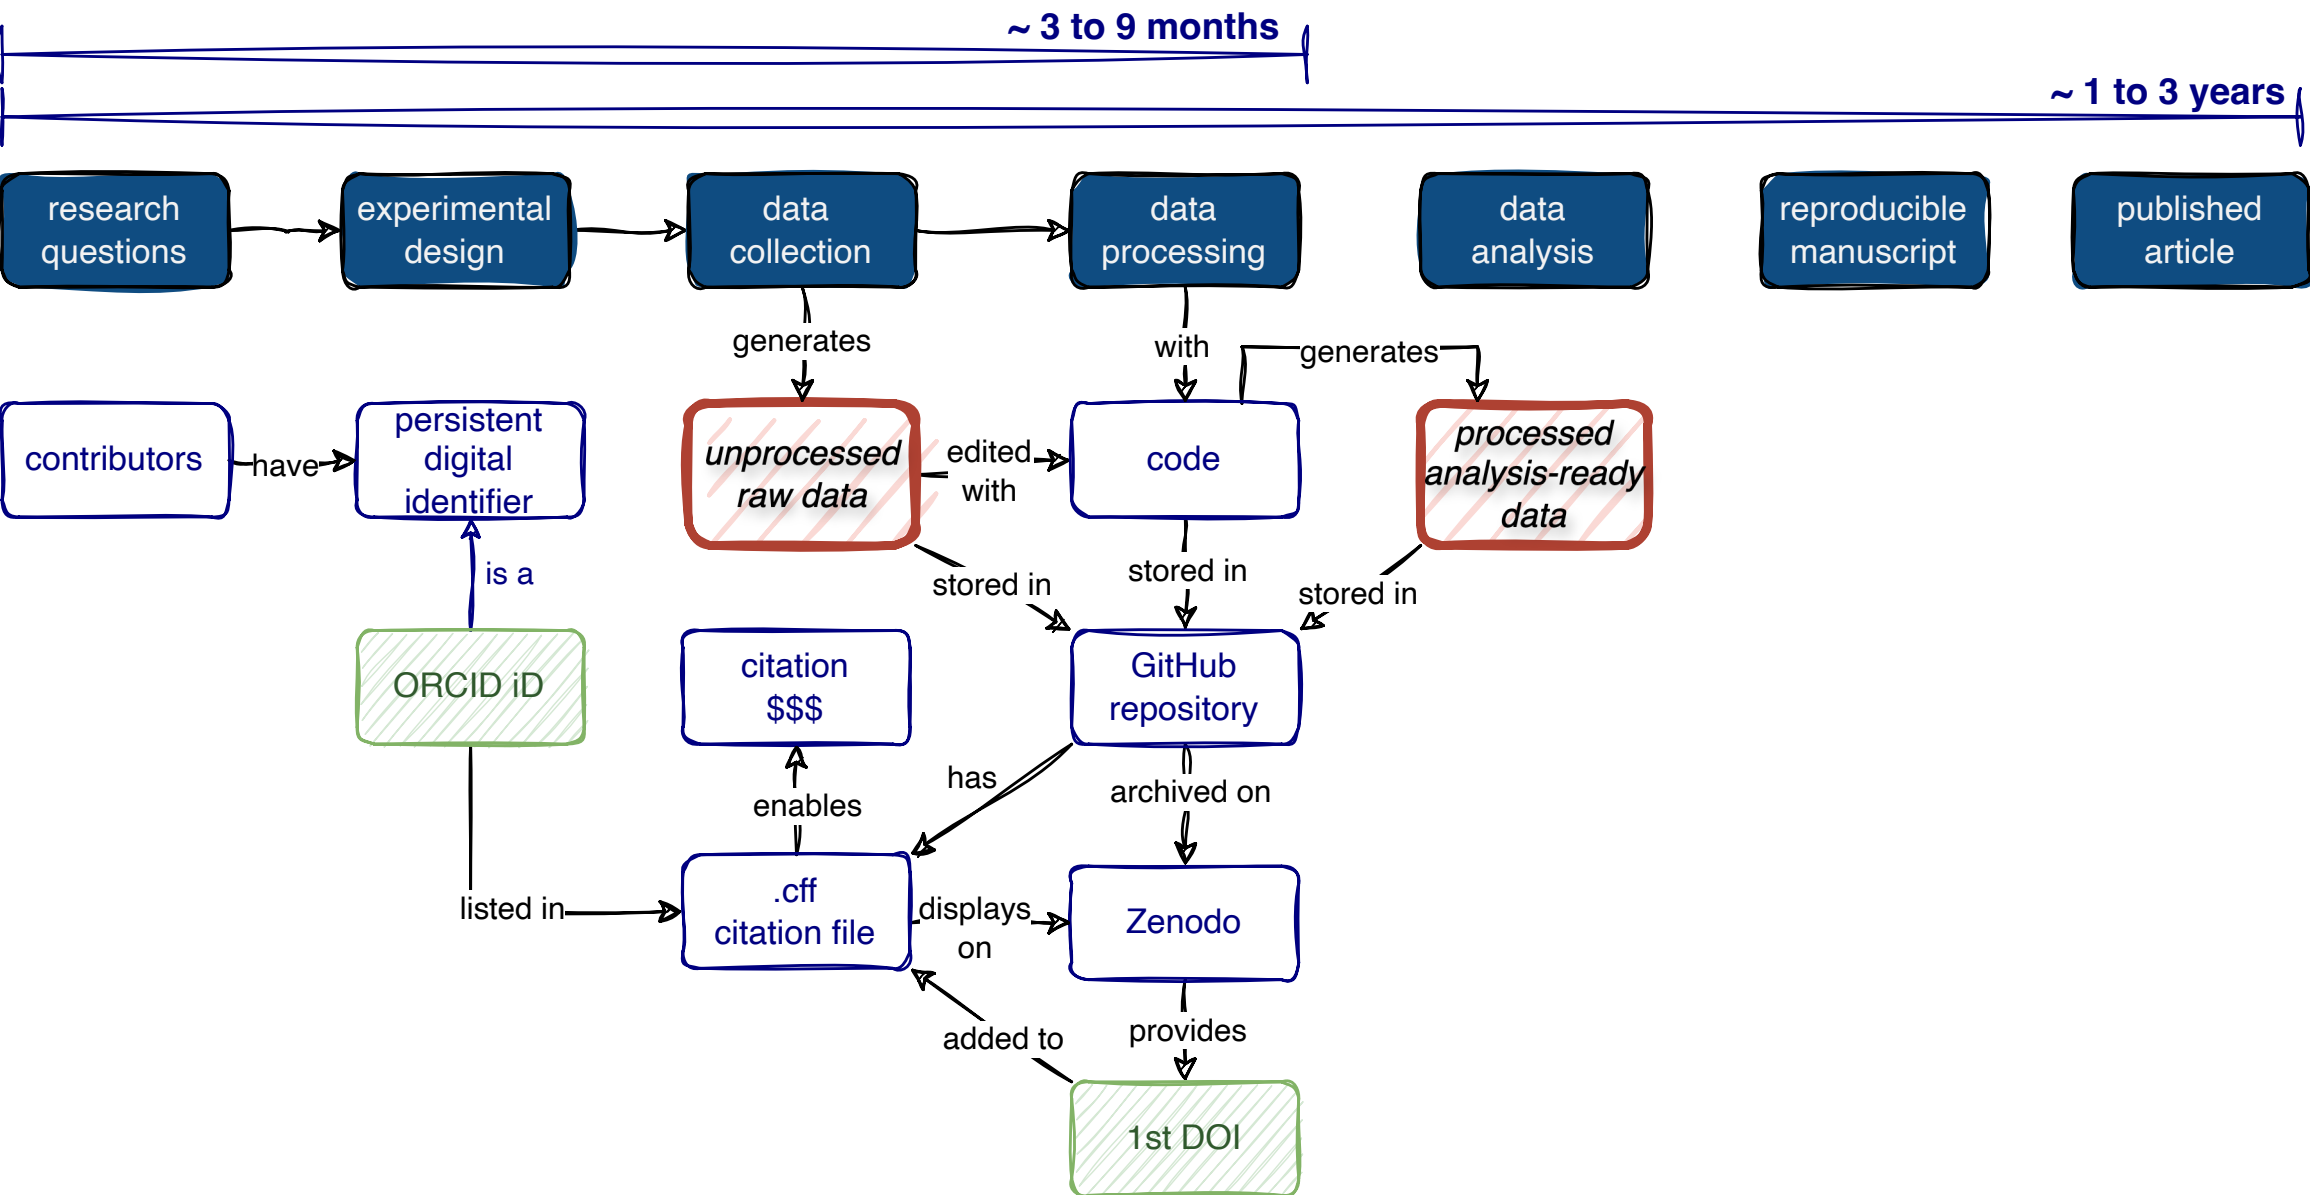 ~ 3 to 9 months
~ 1 to 3 years
research
questions
experimental
design
data
collection
data
processing
data
analysis
reproducible
manuscript
published
article
generates
with
generates
contributors
have
persistent
digital
identifier
unprocessed
raw data
edited
with
code
processed
analysis-ready
data
is a
stored in
stored in
stored in
ORCID iD
citation
$$$
GitHub
repository
has
archived on
enables
listed in
.cff
citation file
displays
on
Zenodo
added to
provides
1st DOI